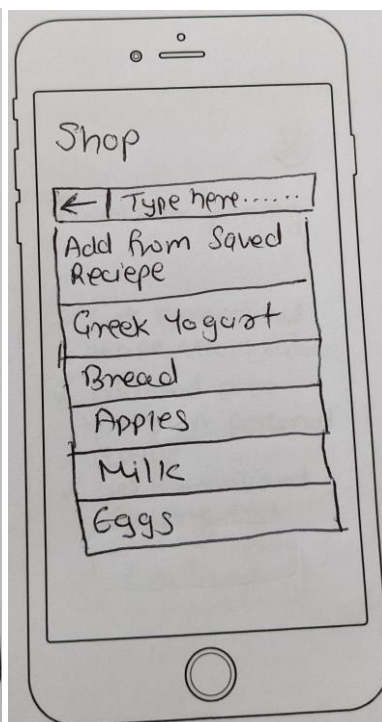 Shop
← Type here......
Add from Saved
Reciepe
Greek Yogurt
Bread
Apples
Milk
Eggs